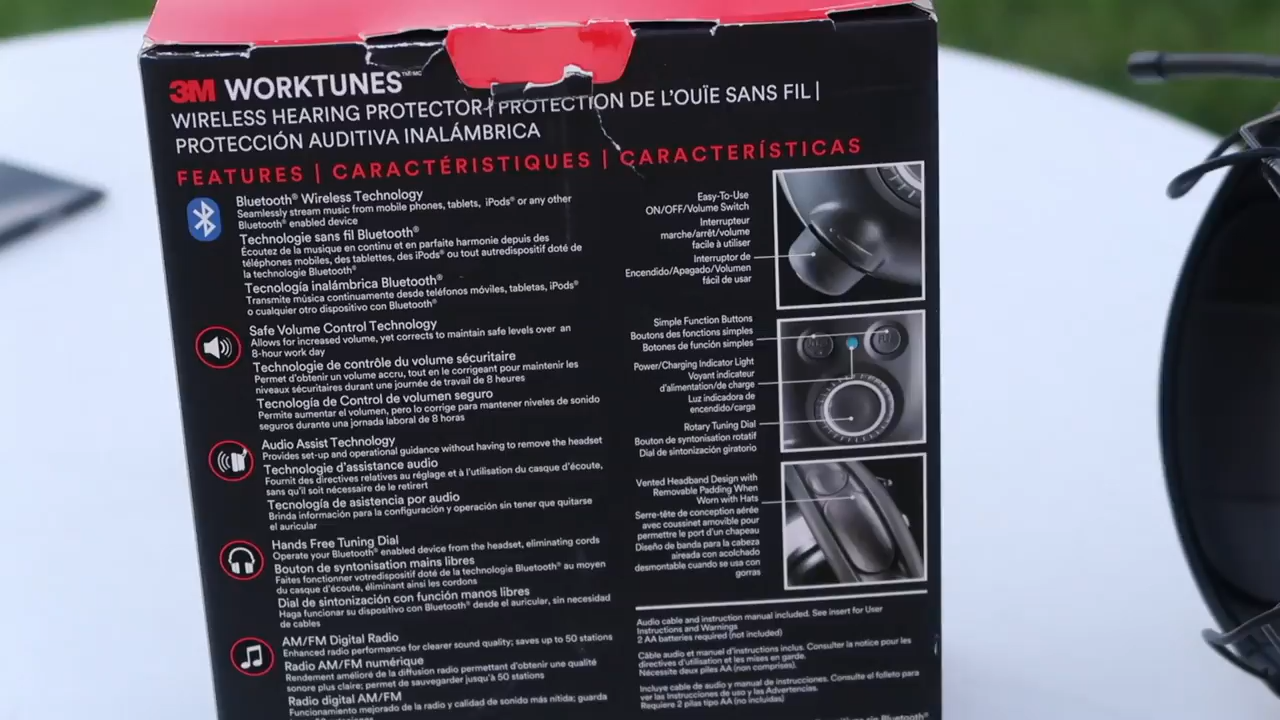 3M WORKTUNES™/MC
WIRELESS HEARING PROTECTOR | PROTECTION DE L'OUÏE SANS FIL |
PROTECCIÓN AUDITIVA INALÁMBRICA
FEATURES | CARACTÉRISTIQUES | CARACTERÍSTICAS
Bluetooth® Wireless Technology
Seamlessly stream music from mobile phones, tablets, iPods® or any other
Bluetooth® enabled device
Technologie sans fil Bluetooth®
Écoutez de la musique en continu et en parfaite harmonie depuis des
téléphones mobiles, des tablettes, des iPods® ou tout autredispositif doté de
la technologie Bluetooth®
Tecnología inalámbrica Bluetooth®
Transmite música continuamente desde teléfonos móviles, tabletas, iPods®
o cualquier otro dispositivo con Bluetooth®
Safe Volume Control Technology
Allows for increased volume, yet corrects to maintain safe levels over an
8-hour work day
Technologie de contrôle du volume sécuritaire
Permet d'obtenir un volume accru, tout en le corrigeant pour maintenir les
niveaux sécuritaires durant une journée de travail de 8 heures
Tecnología de Control de volumen seguro
Permite aumentar el volumen, pero lo corrige para mantener niveles de sonido
seguros durante una jornada laboral de 8 horas
Audio Assist Technology
Provides set-up and operational guidance without having to remove the headset
Technologie d'assistance audio
Fournit des directives relatives au réglage et à l'utilisation du casque d'écoute,
sans qu'il soit nécessaire de le retirert
Tecnología de asistencia por audio
Brinda información para la configuración y operación sin tener que quitarse
el auricular
Hands Free Tuning Dial
Operate your Bluetooth® enabled device from the headset, eliminating cords
Bouton de syntonisation mains libres
Faites fonctionner votredispositif doté de la technologie Bluetooth® au moyen
du casque d'écoute, éliminant ainsi les cordons
Dial de sintonización con función manos libres
Haga funcionar su dispositivo con Bluetooth® desde el auricular, sin necesidad
de cables
AM/FM Digital Radio
Enhanced radio performance for clearer sound quality; saves up to 50 stations
Radio AM/FM numérique
Rendement amélioré de la diffusion radio permettant d'obtenir une qualité
sonore plus claire; permet de sauvegarder jusqu'à 50 stations
Radio digital AM/FM
Funcionamiento mejorado de la radio y calidad de sonido más nítida; guarda
Easy-To-Use
ON/OFF/Volume Switch
Interrupteur
marche/arrêt/volume
facile à utiliser
Interruptor de
Encendido/Apagado/Volumen
fácil de usar
Simple Function Buttons
Boutons des fonctions simples
Botones de función simples
Power/Charging Indicator Light
Voyant indicateur
d'alimentation/de charge
Luz indicadora de
encendido/carga
Rotary Tuning Dial
Bouton de syntonisation rotatif
Dial de sintonización giratorio
Vented Headband Design with
Removable Padding When
Worn with Hats
Serre-tête de conception aérée
avec coussinet amovible pour
permettre le port d'un chapeau
Diseño de banda para la cabeza
aireada con acolchado
desmontable cuando se usa con
gorras
Audio cable and instruction manual included. See insert for User
Instructions and Warnings
2 AA batteries required (not included)
Câble audio et manuel d'instructions inclus. Consulter la notice pour les
directives d'utilisation et les mises en garde.
Nécessite deux piles AA (non comprises).
Incluye cable de audio y manual de instrucciones. Consulte el folleto para
ver las Instrucciones de uso y las Advertencias.
Requiere 2 pilas tipo AA (no incluidas)